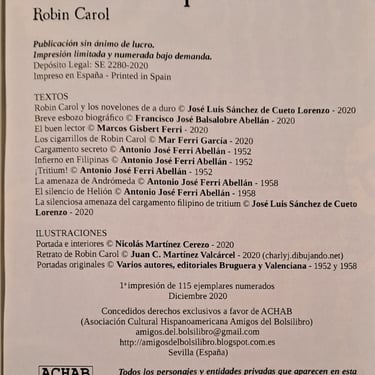 Robin Carol
Publicación sin ánimo de lucro.
Impresión limitada y numerada bajo demanda.
Depósito Legal: SE 2280-2020
Impreso en España - Printed in Spain
TEXTOS
Robin Carol y los novelones de a duro © José Luis Sánchez de Cueto Lorenzo - 2020
Breve esbozo biográfico © Francisco José Balsalobre Abellán - 2020
El buen lector © Marcos Gisbert Ferri - 2020
Los cigarrillos de Robin Carol © Mar Ferri García - 2020
Cargamento secreto © Antonio José Ferri Abellán - 1952
Infierno en Filipinas © Antonio José Ferri Abellán - 1952
¡Tritium! © Antonio José Ferri Abellán - 1952
La amenaza de Andrómeda © Antonio José Ferri Abellán - 1958
El silencio de Helión © Antonio José Ferri Abellán - 1958
La silenciosa amenaza del cargamento filipino de tritium © José Luis Sánchez de Cueto
Lorenzo - 2020
ILUSTRACIONES
Portada e interiores © Nicolás Martínez Cerezo - 2020
Retrato de Robin Carol © Juan C. Martínez Valcárcel - 2020 (charlyj.dibujando.net)
Portadas originales © Varios autores, editoriales Bruguera y Valenciana - 1952 y 1958
1ª impresión de 115 ejemplares numerados
Diciembre 2020
Concedidos derechos exclusivos a favor de ACHAB
(Asociación Cultural Hispanoamericana Amigos del Bolsilibro)
amigos.del.bolsilibro@gmail.com
http://amigosdelbolsilibro.blogspot.com.es
Sevilla (España)
ACHAB
Todos los personajes y entidades privadas que aparecen en esta